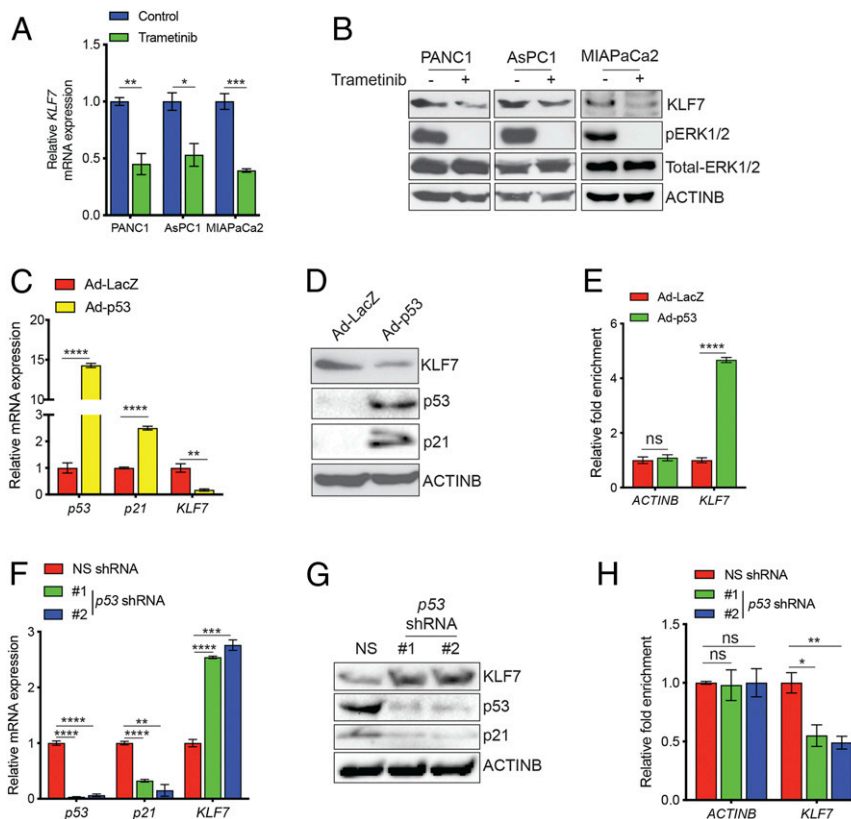 A
Control
Trametinib
Relative KLF7
mRNA expression
1.5
1.0
0.5
0.0
** * ***
PANC1 AsPC1 MIAPaCa2
B
PANC1 AsPC1 MIAPaCa2
Trametinib - + - + - +
KLF7
pERK1/2
Total-ERK1/2
ACTINB
C
Ad-LacZ
Ad-p53
Relative mRNA expression
20
15
10
3
2
1
0
**** **** **
p53 p21 KLF7
D
Ad-LacZ Ad-p53
KLF7
p53
p21
ACTINB
E
Ad-LacZ
Ad-p53
Relative fold enrichment
6
4
2
0
ns ****
ACTINB KLF7
F
NS shRNA
#1
#2
p53 shRNA
Relative mRNA expression
3
2
1
0
**** **** ** **** *** ****
p53 p21 KLF7
G
p53
shRNA
NS #1 #2
KLF7
p53
p21
ACTINB
H
NS shRNA
#1
#2
p53 shRNA
Relative fold enrichment
1.5
1.0
0.5
0.0
ns ns ** *
ACTINB KLF7